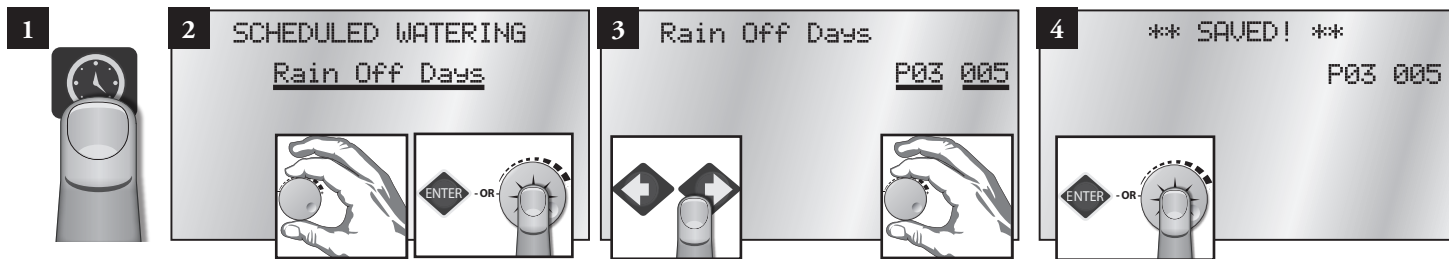 1
2
SCHEDULED WATERING
Rain Off Days
ENTER
- OR -
3
Rain Off Days
P03 005
4
** SAVED! **
P03 005
ENTER
- OR -